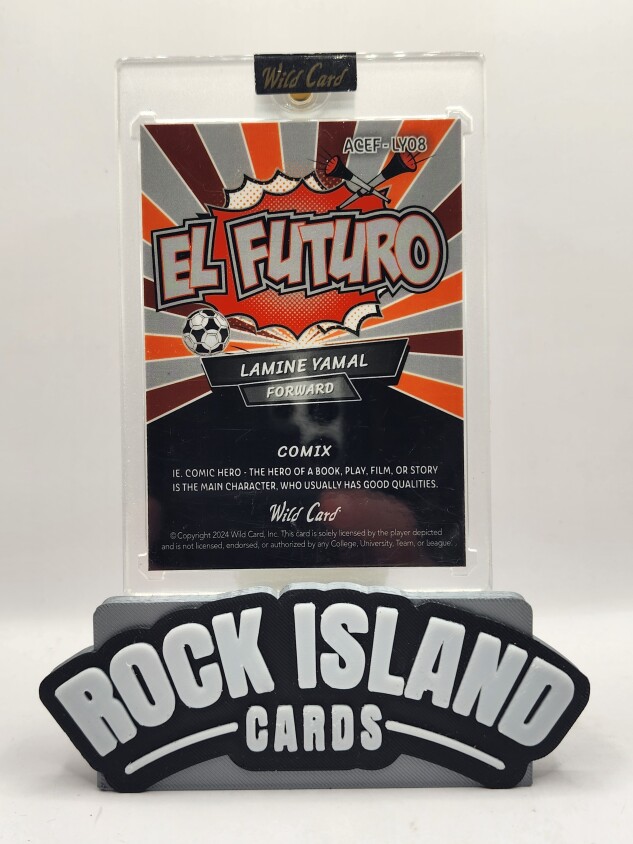 Wild Card
ACEF-LY08
EL FUTURO
LAMINE YAMAL
FORWARD
COMIX
IE. COMIC HERO - THE HERO OF A BOOK, PLAY, FILM, OR STORY
IS THE MAIN CHARACTER, WHO USUALLY HAS GOOD QUALITIES.
Wild Card
© Copyright 2024 Wild Card, Inc. This card is solely licensed by the player depicted
and is not licensed, endorsed, or authorized by any College, University, Team, or League.
ROCK ISLAND
CARDS